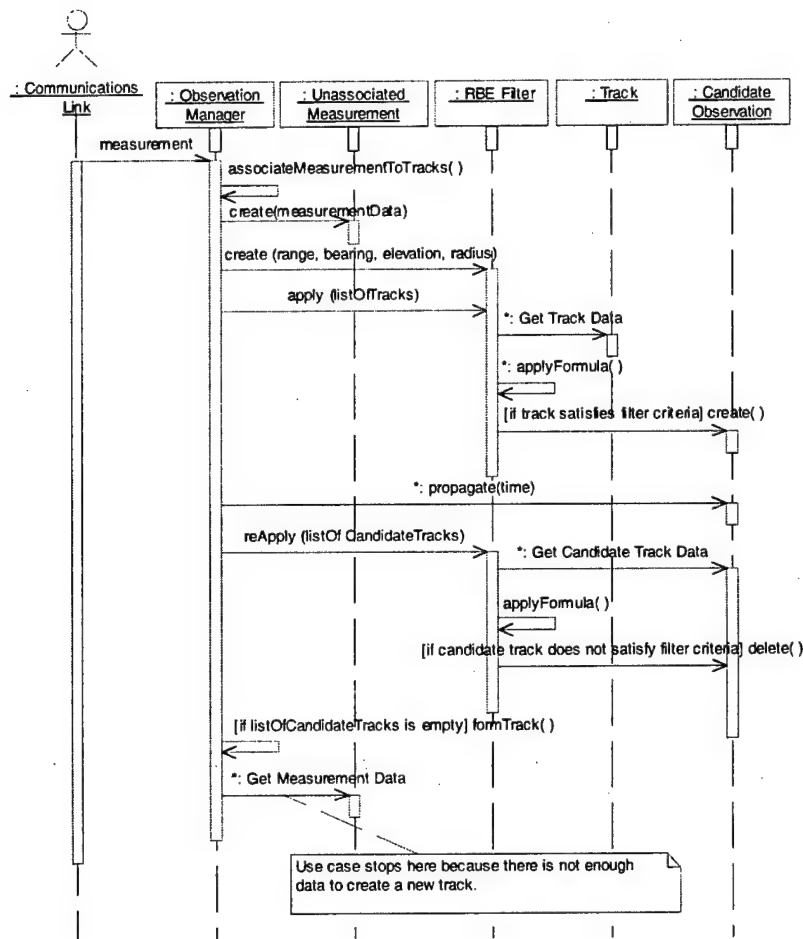 : Communications
Link
: Observation
Manager
: Unassociated
Measurement
: RBE Filter
: Track
: Candidate
Observation
measurement
associateMeasurementToTracks( )
create(measurementData)
create (range, bearing, elevation, radius)
apply (listOfTracks)
*: Get Track Data
*: applyFormula( )
[if track satisfies filter criteria] create( )
*: propagate(time)
reApply (listOf CandidateTracks)
*: Get Candidate Track Data
applyFormula( )
[if candidate track does not satisfy filter criteria] delete( )
[if listOfCandidateTracks is empty] formTrack( )
*: Get Measurement Data
Use case stops here because there is not enough
data to create a new track.